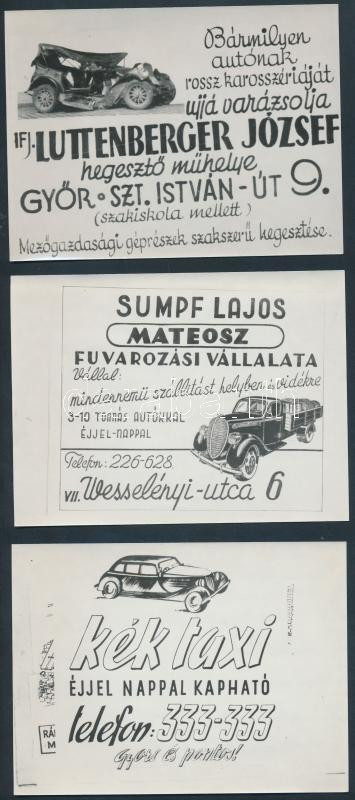 Bármilyen
autónak
rossz karosszériáját
ujjá varázsolja
IFJ. LUTTENBERGER JÓZSEF
hegesztő műhelye
GYŐR • SZT. ISTVÁN-ÚT 9.
(szakiskola mellett)
Mezőgazdasági géprészek szakszerű hegesztése.
SUMPF LAJOS
MATEOSZ
FUVAROZÁSI VÁLLALATA
Vállal:
mindennemű szállítást helyben és vidékre
3-10 TONNÁS AUTÓKKAL
ÉJJEL-NAPPAL
Telefon: 226-628
VII. Wesselényi-utca 6
kék taxi
ÉJJEL NAPPAL KAPHATÓ
telefon: 333-333
Gyors és pontos!